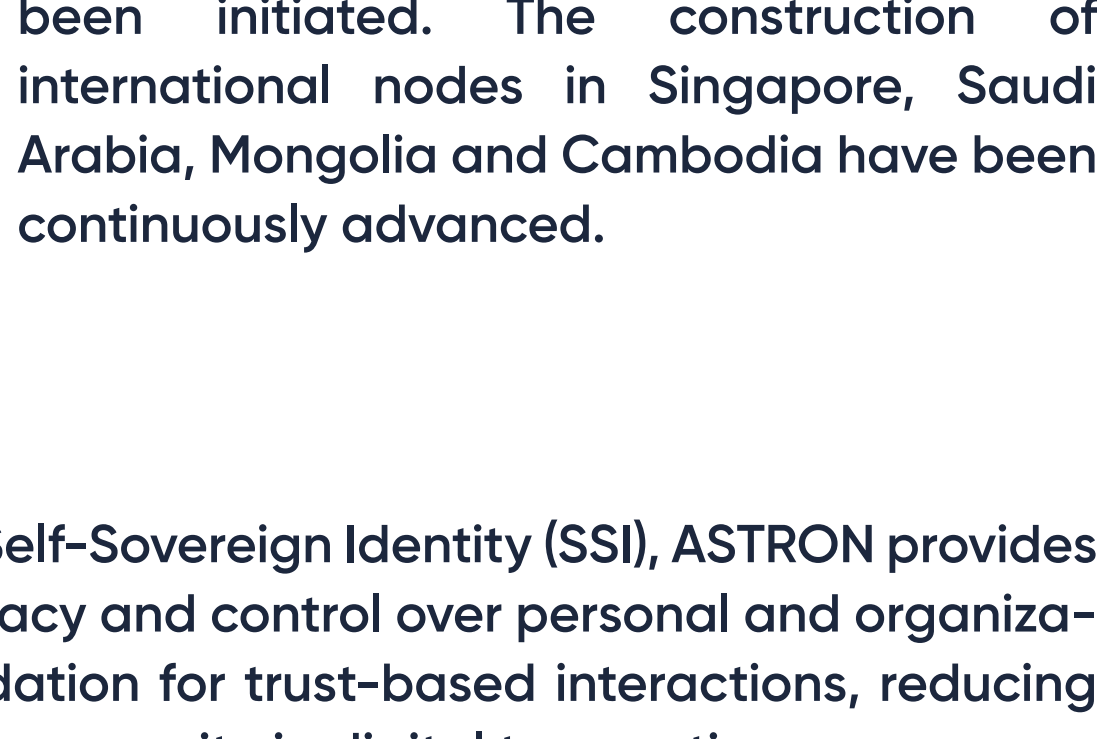 been initiated. The construction of
international nodes in Singapore, Saudi
Arabia, Mongolia and Cambodia have been
continuously advanced.
Self-Sovereign Identity (SSI), ASTRON provides
acy and control over personal and organiza-
dation for trust-based interactions, reducing